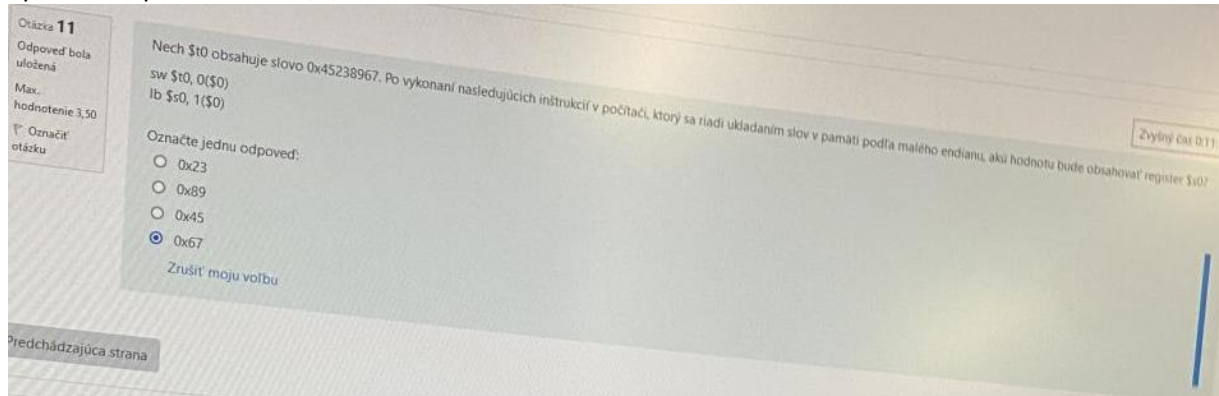 Otázka 11
Odpoveď bola
uložená
Max.
hodnotenie 3,50
Označiť
otázku
Nech $t0 obsahuje slovo 0x45238967. Po vykonaní nasledujúcich inštrukcií v počítači, ktorý sa riadi ukladaním slov v pamäti podľa malého endianu, akú hodnotu bude obsahovať register $s0?
sw $t0, 0($0)
lb $s0, 1($0)
Zvyšný čas 0:11:
Označte jednu odpoveď:
0x23
0x89
0x45
0x67
Zrušiť moju voľbu
Predchádzajúca strana